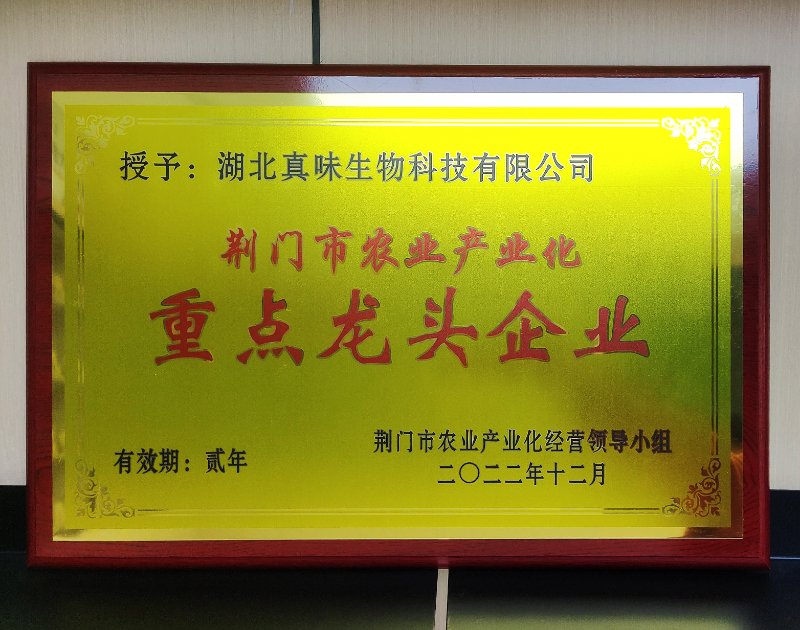 授予：湖北真味生物科技有限公司
荆门市农业产业化
重点龙头企业
有效期：贰年
荆门市农业产业化经营领导小组
二〇二二年十二月